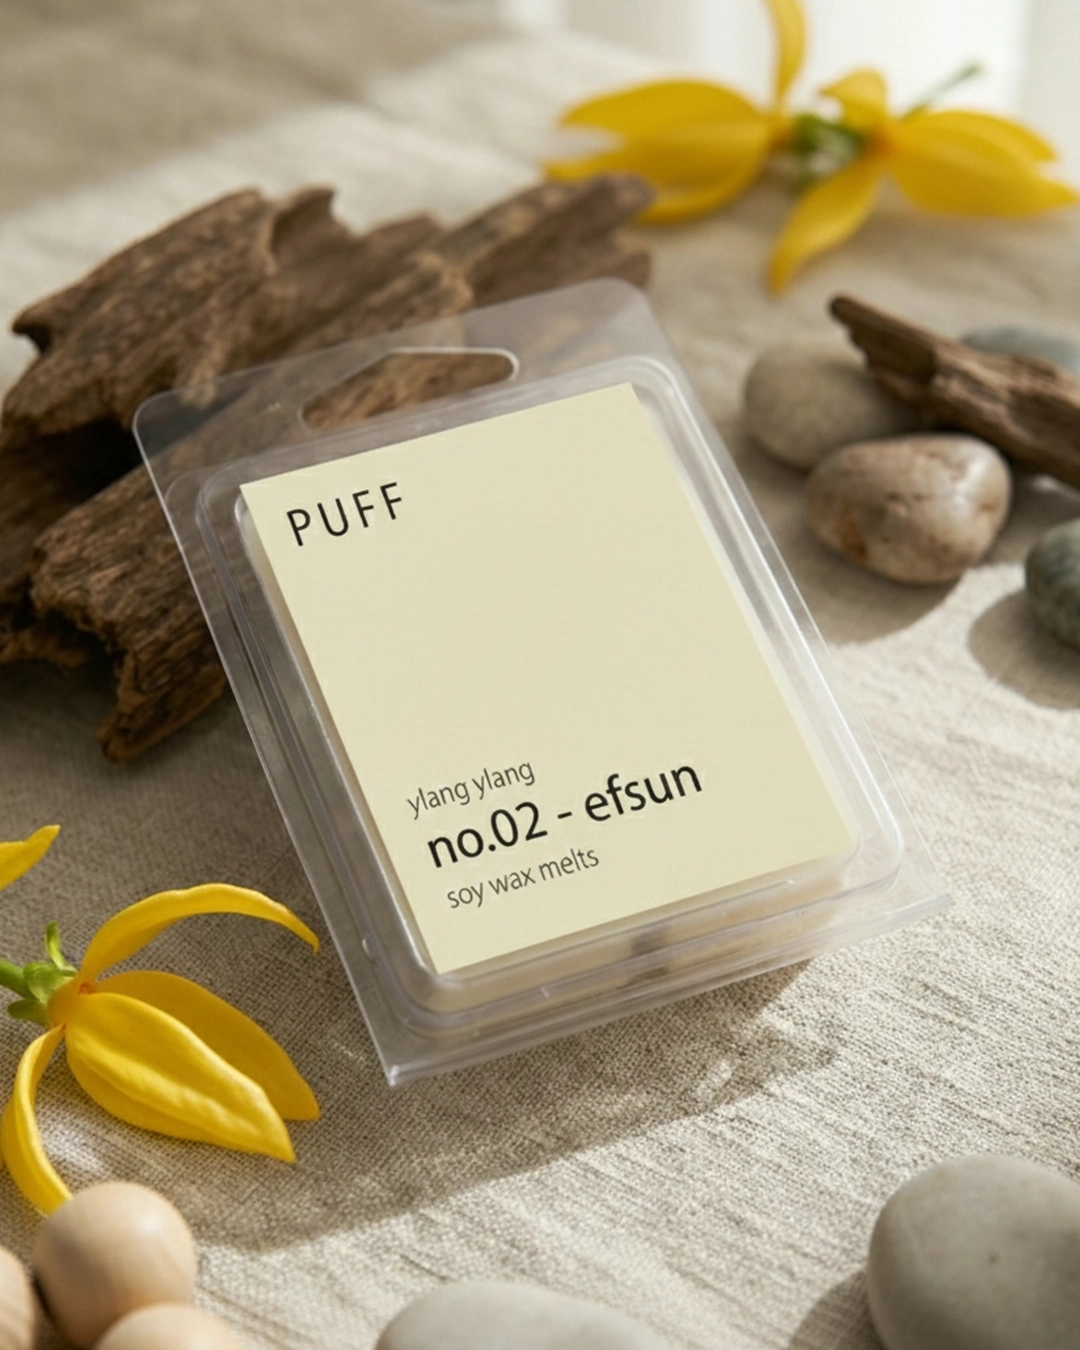 PUFF
ylang ylang
no.02 - efsun
soy wax melts